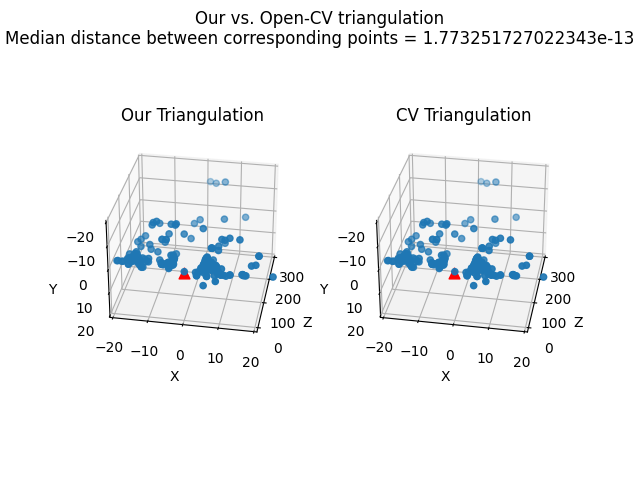 Our vs. Open-CV triangulation
Median distance between corresponding points = 1.773251727022343e-13
Our Triangulation
CV Triangulation
−20
−10
0
10
20
Y
−20
−10
0
10
20
X
0
100
200
300
Z
−20
−10
0
10
20
Y
−20
−10
0
10
20
X
0
100
200
300
Z